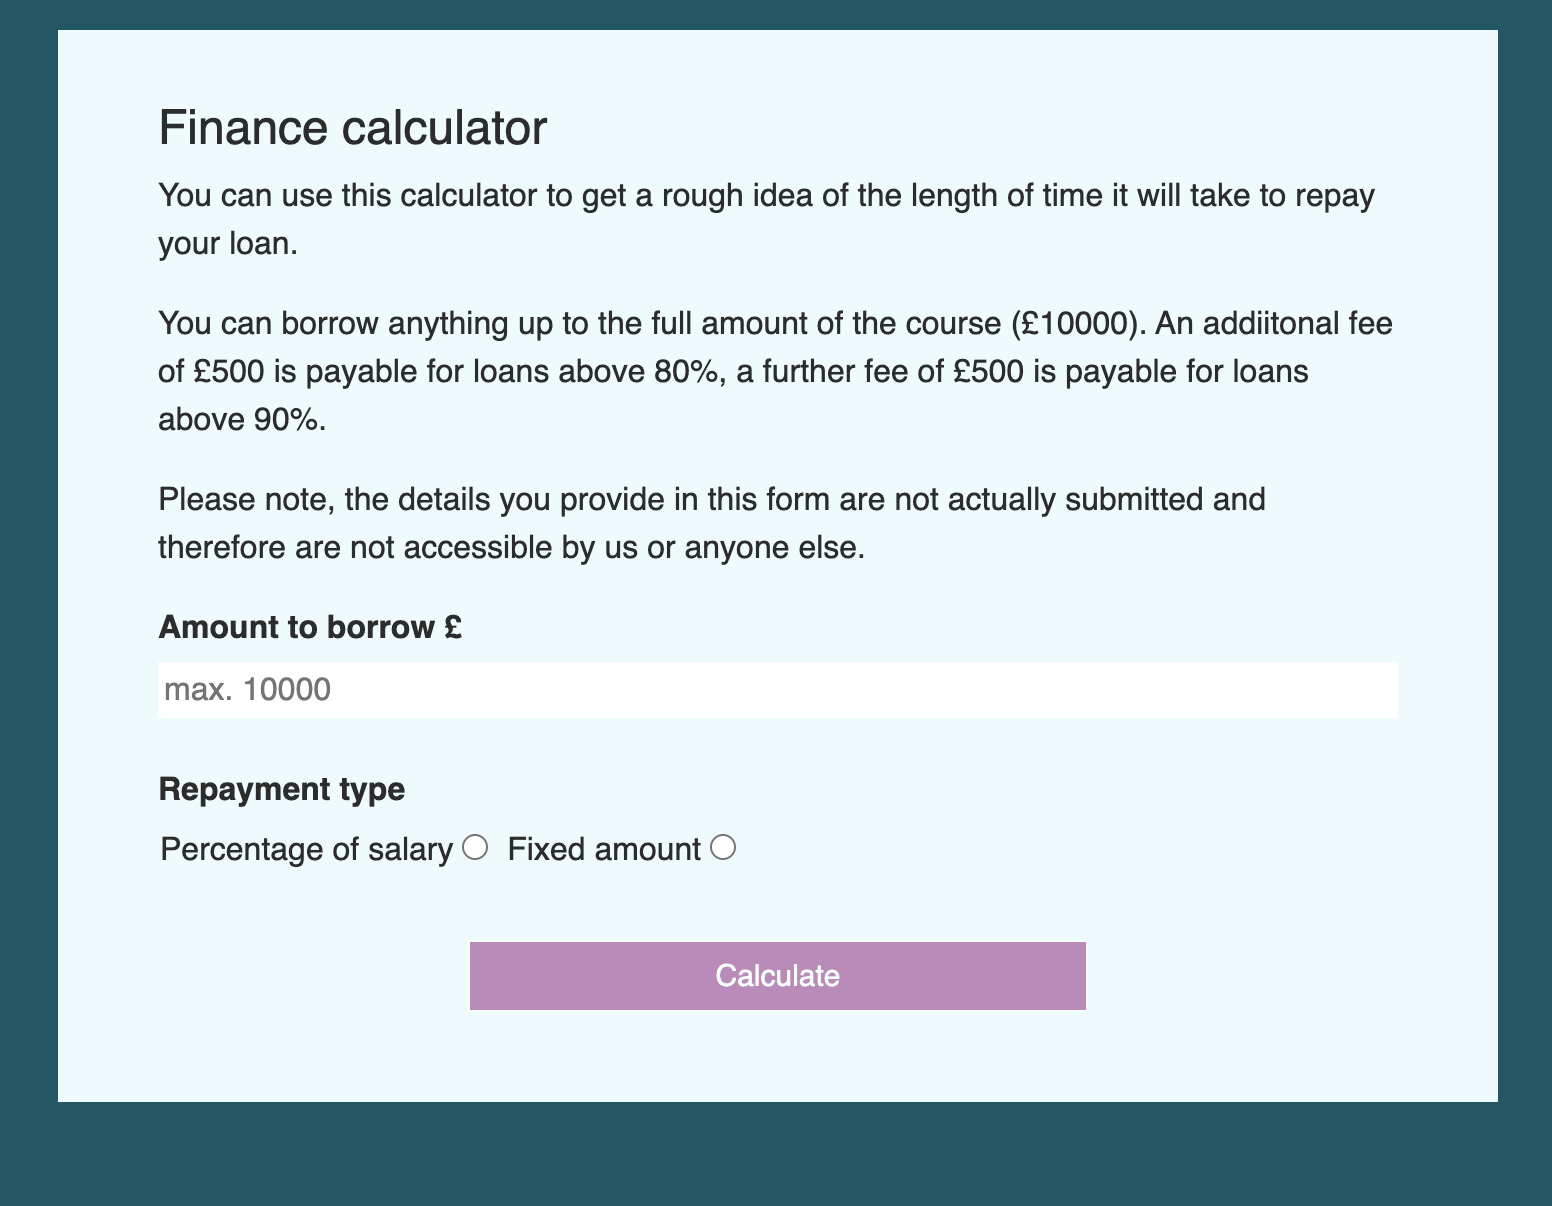 Finance calculator
You can use this calculator to get a rough idea of the length of time it will take to repay
your loan.
You can borrow anything up to the full amount of the course (£10000). An addiitonal fee
of £500 is payable for loans above 80%, a further fee of £500 is payable for loans
above 90%.
Please note, the details you provide in this form are not actually submitted and
therefore are not accessible by us or anyone else.
Amount to borrow £
max. 10000
Repayment type
Percentage of salary Fixed amount
Calculate